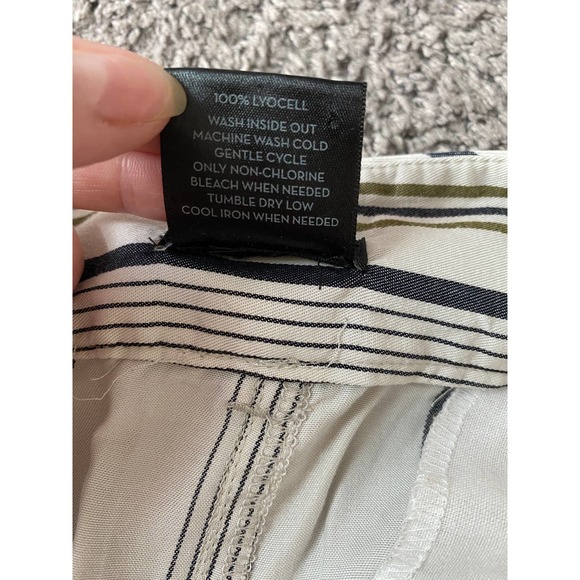 100% LYOCELL
WASH INSIDE OUT
MACHINE WASH COLD
GENTLE CYCLE
ONLY NON-CHLORINE
BLEACH WHEN NEEDED
TUMBLE DRY LOW
COOL IRON WHEN NEEDED